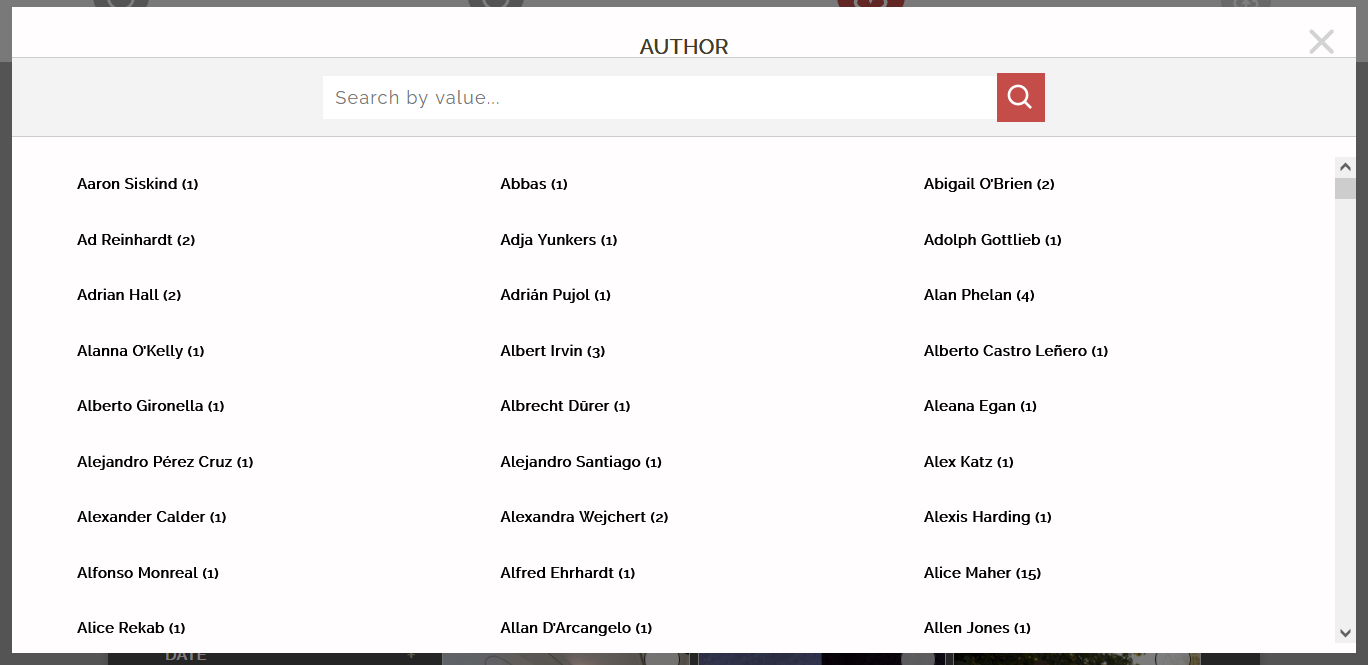 AUTHOR
Search by value...
Aaron Siskind (1)
Abbas (1)
Abigail O'Brien (2)
Ad Reinhardt (2)
Adja Yunkers (1)
Adolph Gottlieb (1)
Adrian Hall (2)
Adrián Pujol (1)
Alan Phelan (4)
Alanna O'Kelly (1)
Albert Irvin (3)
Alberto Castro Leñero (1)
Alberto Gironella (1)
Albrecht Dürer (1)
Aleana Egan (1)
Alejandro Pérez Cruz (1)
Alejandro Santiago (1)
Alex Katz (1)
Alexander Calder (1)
Alexandra Wejchert (2)
Alexis Harding (1)
Alfonso Monreal (1)
Alfred Ehrhardt (1)
Alice Maher (15)
Alice Rekab (1)
Allan D'Arcangelo (1)
Allen Jones (1)
DATE